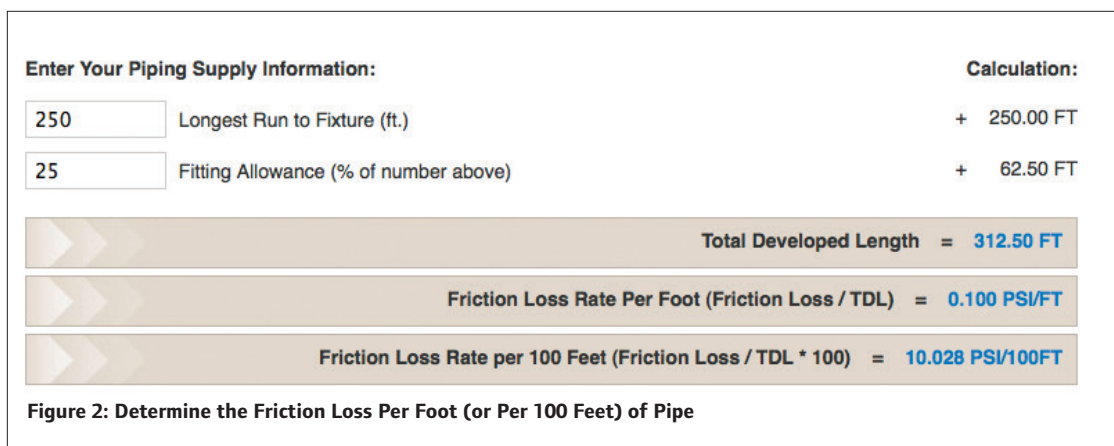 Enter Your Piping Supply Information: Calculation:
250 Longest Run to Fixture (ft.) + 250.00 FT
25 Fitting Allowance (% of number above) + 62.50 FT
Total Developed Length = 312.50 FT
Friction Loss Rate Per Foot (Friction Loss / TDL) = 0.100 PSI/FT
Friction Loss Rate per 100 Feet (Friction Loss / TDL * 100) = 10.028 PSI/100FT
Figure 2: Determine the Friction Loss Per Foot (or Per 100 Feet) of Pipe